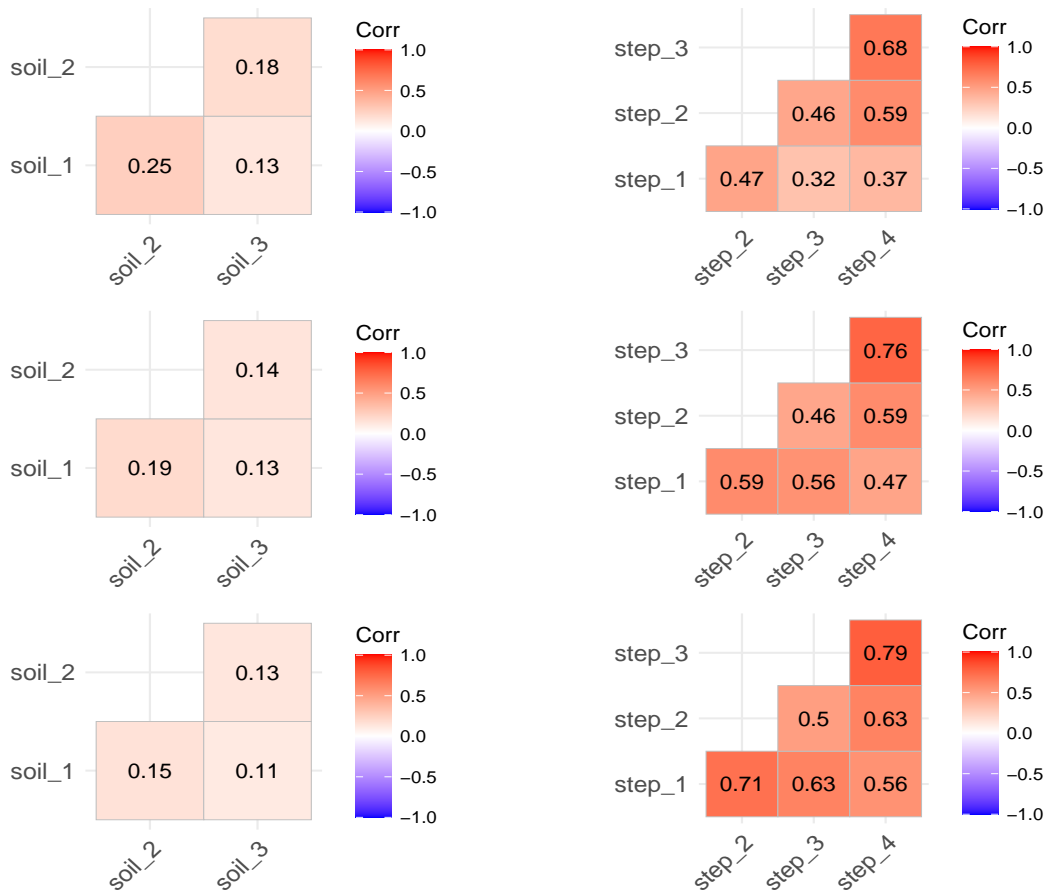 Corr
soil_2
soil_1
0.18
0.25
0.13
soil_2
soil_3
1.0
0.5
0.0
−0.5
−1.0
Corr
step_3
step_2
step_1
0.68
0.46
0.59
0.47
0.32
0.37
step_2
step_3
step_4
1.0
0.5
0.0
−0.5
−1.0
Corr
soil_2
soil_1
0.14
0.19
0.13
soil_2
soil_3
1.0
0.5
0.0
−0.5
−1.0
Corr
step_3
step_2
step_1
0.76
0.46
0.59
0.59
0.56
0.47
step_2
step_3
step_4
1.0
0.5
0.0
−0.5
−1.0
Corr
soil_2
soil_1
0.13
0.15
0.11
soil_2
soil_3
1.0
0.5
0.0
−0.5
−1.0
Corr
step_3
step_2
step_1
0.79
0.5
0.63
0.71
0.63
0.56
step_2
step_3
step_4
1.0
0.5
0.0
−0.5
−1.0